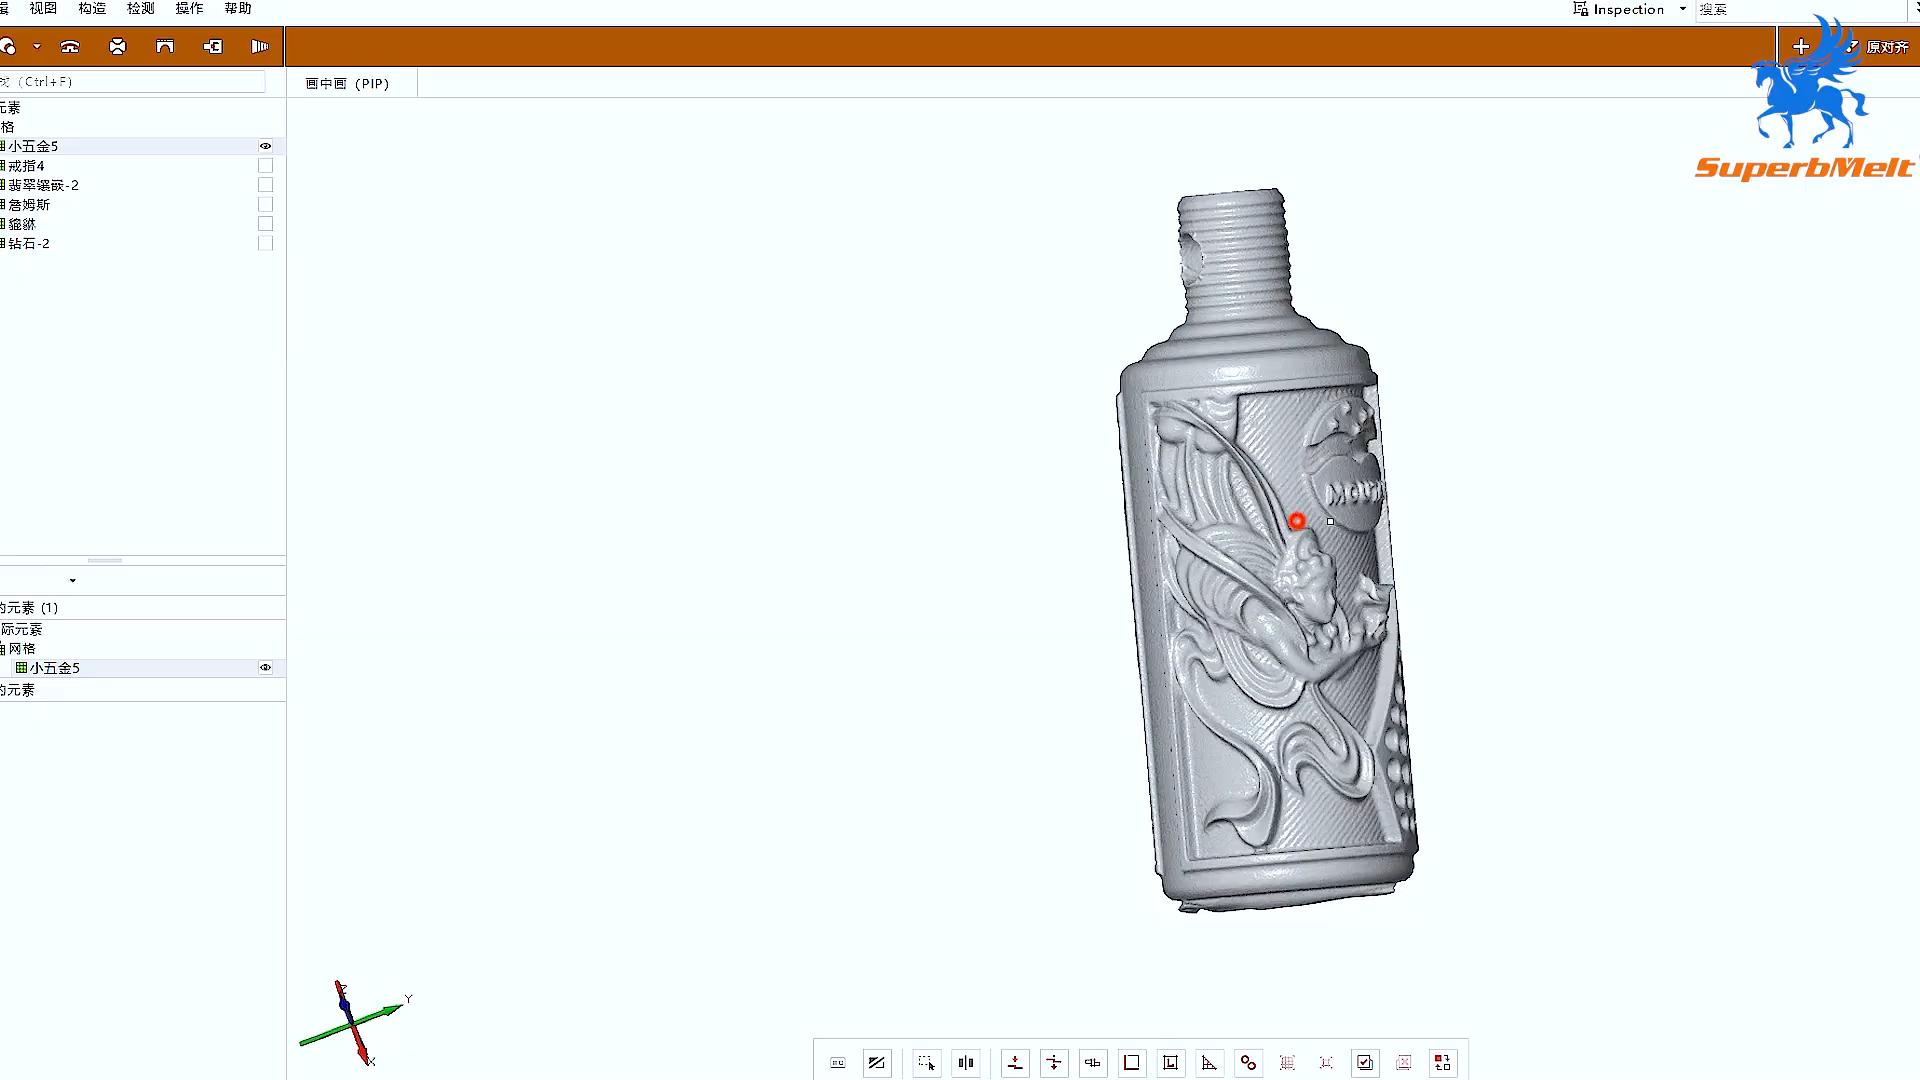 视图 构造 检测 操作 帮助
Inspection 搜索
原对齐
(Ctrl+F)
画中画 (PIP)
SuperbMelt
元素
格
小五金5
戒指4
翡翠镶嵌-2
詹姆斯
貔貅
钻石-2
MOUT
的元素 (1)
际元素
网格
小五金5
的元素
Z
Y
X